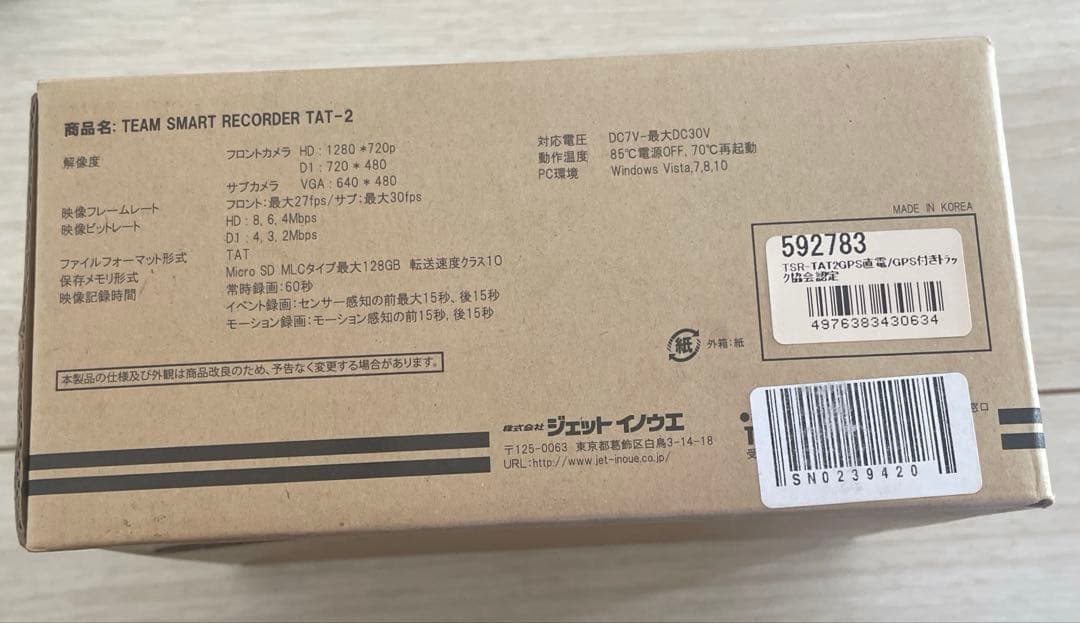 商品名: TEAM SMART RECORDER TAT-2
解像度 フロントカメラ HD : 1280 *720p
D1 : 720 * 480
サブカメラ VGA : 640 * 480
映像フレームレート フロント:最大27fps/サブ:最大30fps
映像ビットレート HD : 8, 6, 4Mbps
D1 : 4, 3, 2Mbps
ファイルフォーマット形式 TAT
保存メモリ形式 Micro SD MLCタイプ最大128GB 転送速度クラス10
映像記録時間 常時録画:60秒
イベント録画:センサー感知の前最大15秒、後15秒
モーション録画:モーション感知の前15秒, 後15秒
対応電圧 DC7V-最大DC30V
動作温度 85℃電源OFF, 70℃再起動
PC環境 Windows Vista,7,8,10
MADE IN KOREA
592783
TSR-TAT2GPS直電/GPS付きトラッ
ク協会認定
4976383430634
紙 外箱:紙
本製品の仕様及び外観は商品改良のため、予告なく変更する場合があります。
株式会社 ジェットイノウエ
〒125-0063 東京都葛飾区白鳥3-14-18
URL:http://www.jet-inoue.co.jp/
窓口
受
SN0239420